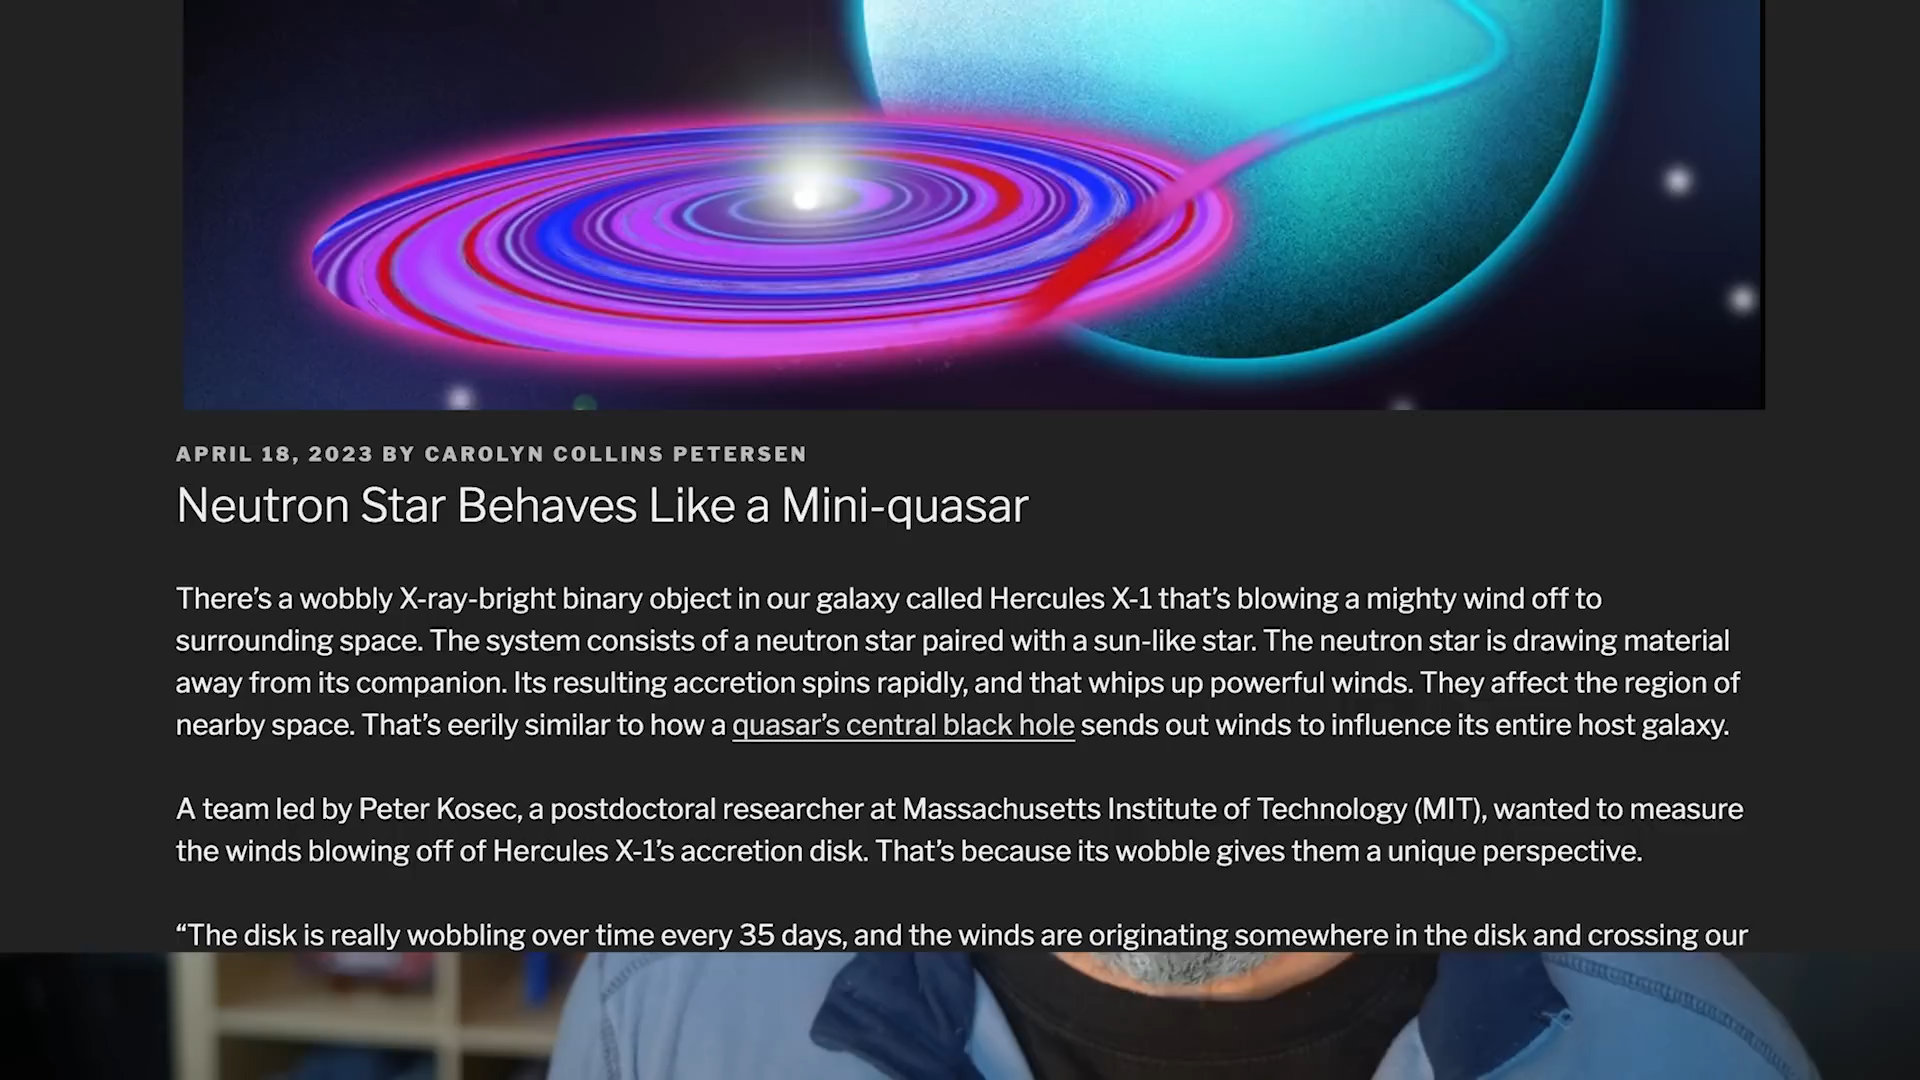 APRIL 18, 2023 BY CAROLYN COLLINS PETERSEN
Neutron Star Behaves Like a Mini-quasar
There’s a wobbly X-ray-bright binary object in our galaxy called Hercules X-1 that’s blowing a mighty wind off to
surrounding space. The system consists of a neutron star paired with a sun-like star. The neutron star is drawing material
away from its companion. Its resulting accretion spins rapidly, and that whips up powerful winds. They affect the region of
nearby space. That’s eerily similar to how a quasar’s central black hole sends out winds to influence its entire host galaxy.
A team led by Peter Kosec, a postdoctoral researcher at Massachusetts Institute of Technology (MIT), wanted to measure
the winds blowing off of Hercules X-1’s accretion disk. That’s because its wobble gives them a unique perspective.
“The disk is really wobbling over time every 35 days, and the winds are originating somewhere in the disk and crossing our